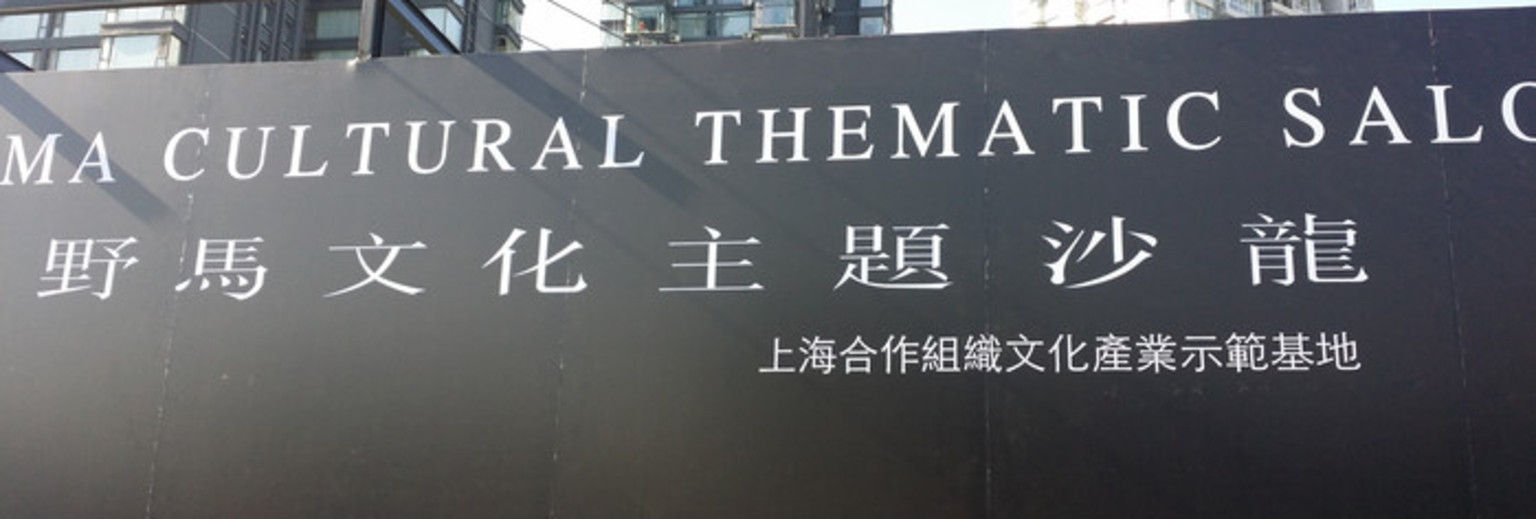 MA CULTURAL THEMATIC SALO
野馬文化主題沙龍
上海合作組織文化產業示範基地